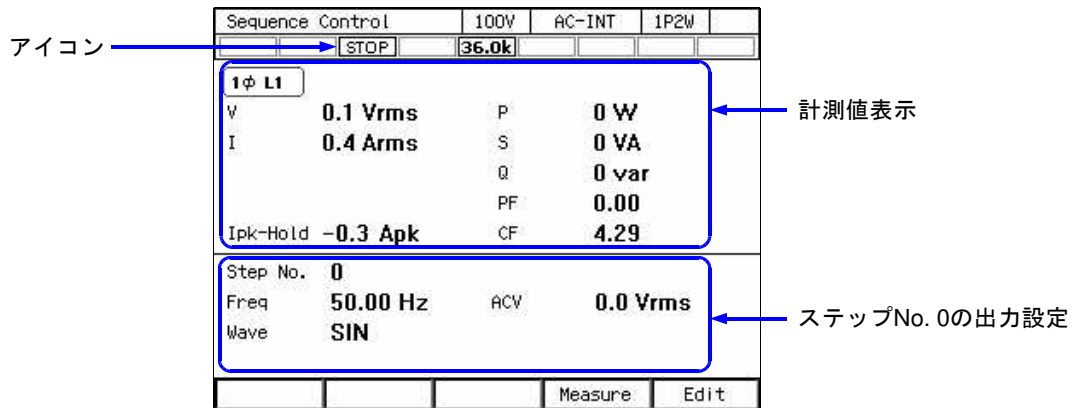 Sequence Control 100V AC-INT 1P2W
アイコン STOP 36.0k
1φ L1
V 0.1 Vrms P 0 W 計測値表示
I 0.4 Arms S 0 VA
Q 0 var
PF 0.00
Ipk-Hold -0.3 Apk CF 4.29
Step No. 0
Freq 50.00 Hz ACV 0.0 Vrms ステップNo. 0の出力設定
Wave SIN
Measure Edit